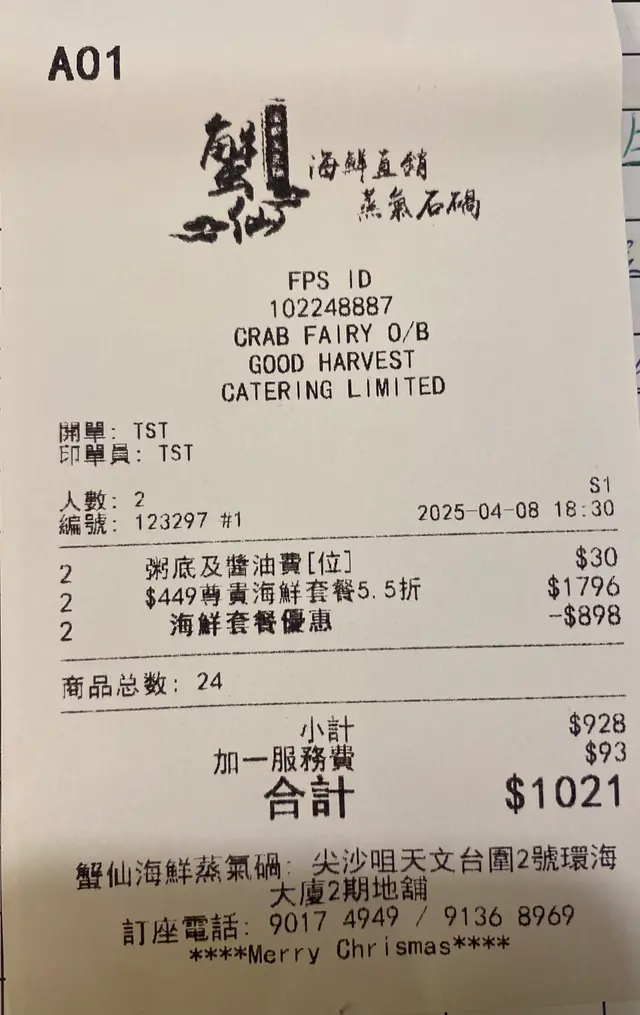 A01
蟹仙
海鮮直銷
蒸氣石鍋
FPS ID
102248887
CRAB FAIRY O/B
GOOD HARVEST
CATERING LIMITED
開單: TST
印單員: TST
人數: 2
S1
編號: 123297 #1 2025-04-08 18:30
2 粥底及醬油費[位] $30
2 $449尊貴海鮮套餐5.5折 $1796
2 海鮮套餐優惠 -$898
商品总数: 24
小計 $928
加一服務費 $93
合計 $1021
蟹仙海鮮蒸氣鍋: 尖沙咀天文台圍2號環海
大廈2期地舖
訂座電話: 9017 4949 / 9136 8969
****Merry Chrismas****